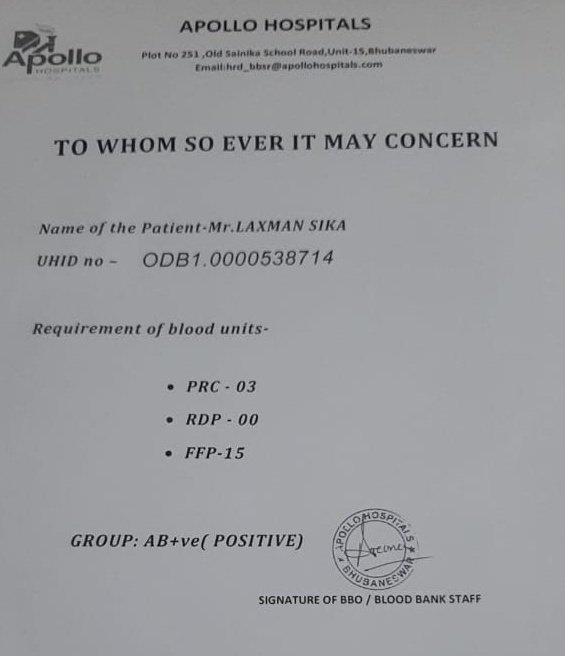 APOLLO HOSPITALS
Apollo
HOSPITALS
Plot No 251 ,Old Sainika School Road,Unit-15,Bhubaneswar
Email:hrd_bbsr@apollohospitals.com
TO WHOM SO EVER IT MAY CONCERN
Name of the Patient-Mr.LAXMAN SIKA
UHID no – ODB1.0000538714
Requirement of blood units-
• PRC - 03
• RDP - 00
• FFP-15
GROUP: AB+ve( POSITIVE)
APOLLO HOSPITALS
★ BHUBANESWAR ★
SIGNATURE OF BBO / BLOOD BANK STAFF